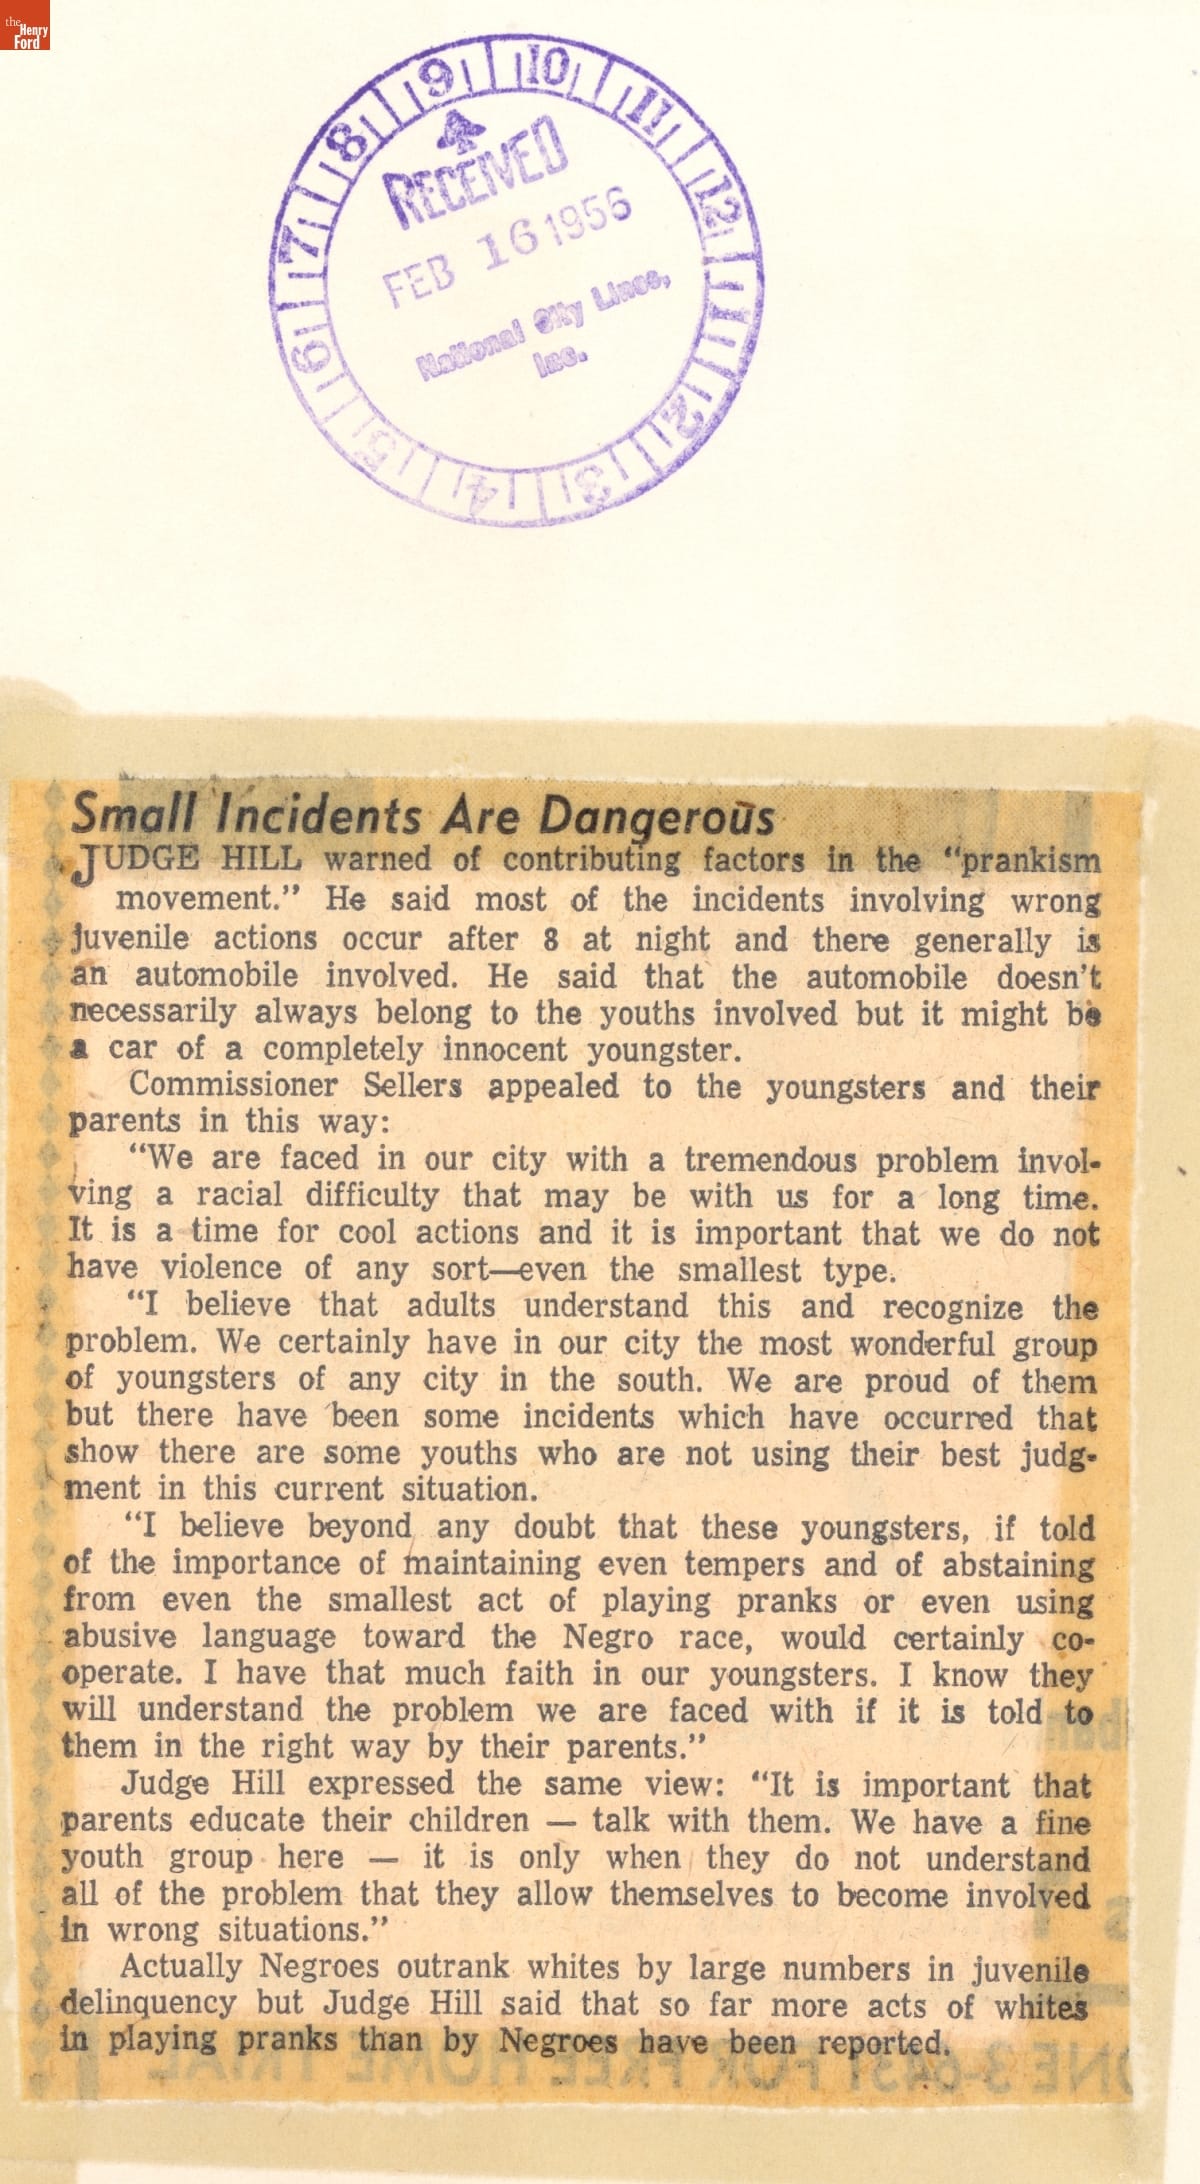 the
Henry
Ford
9 10 11 12 1 2 3 4 5 6 7 8
RECEIVED
FEB 16 1956
National City Lines,
Inc.
Small Incidents Are Dangerous
JUDGE HILL warned of contributing factors in the “prankism
movement.” He said most of the incidents involving wrong
juvenile actions occur after 8 at night and there generally is
an automobile involved. He said that the automobile doesn't
necessarily always belong to the youths involved but it might be
a car of a completely innocent youngster.
Commissioner Sellers appealed to the youngsters and their
parents in this way:
“We are faced in our city with a tremendous problem invol-
ving a racial difficulty that may be with us for a long time.
It is a time for cool actions and it is important that we do not
have violence of any sort—even the smallest type.
“I believe that adults understand this and recognize the
problem. We certainly have in our city the most wonderful group
of youngsters of any city in the south. We are proud of them
but there have been some incidents which have occurred that
show there are some youths who are not using their best judg-
ment in this current situation.
“I believe beyond any doubt that these youngsters, if told
of the importance of maintaining even tempers and of abstaining
from even the smallest act of playing pranks or even using
abusive language toward the Negro race, would certainly co-
operate. I have that much faith in our youngsters. I know they
will understand the problem we are faced with if it is told to
them in the right way by their parents.”
Judge Hill expressed the same view: “It is important that
parents educate their children — talk with them. We have a fine
youth group here — it is only when they do not understand
all of the problem that they allow themselves to become involved
in wrong situations.”
Actually Negroes outrank whites by large numbers in juvenile
delinquency but Judge Hill said that so far more acts of whites
in playing pranks than by Negroes have been reported.